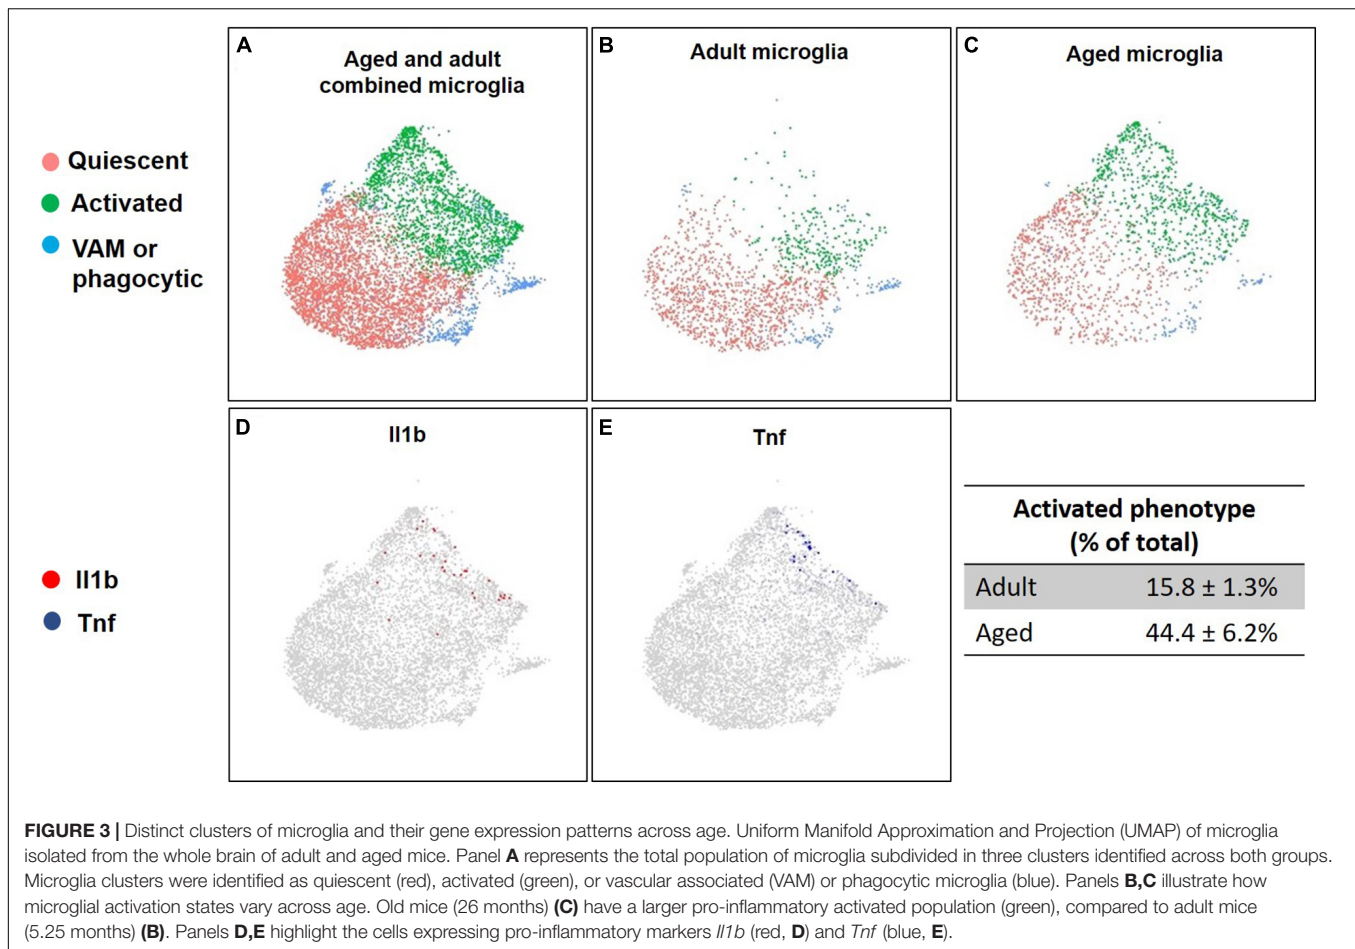 A
Aged and adult
combined microglia
B
Adult microglia
C
Aged microglia
Quiescent
Activated
VAM or
phagocytic
D
Il1b
E
Tnf
Il1b
Tnf
Activated phenotype
(% of total)
Adult 15.8 ± 1.3%
Aged 44.4 ± 6.2%
FIGURE 3 | Distinct clusters of microglia and their gene expression patterns across age. Uniform Manifold Approximation and Projection (UMAP) of microglia
isolated from the whole brain of adult and aged mice. Panel A represents the total population of microglia subdivided in three clusters identified across both groups.
Microglia clusters were identified as quiescent (red), activated (green), or vascular associated (VAM) or phagocytic microglia (blue). Panels B,C illustrate how
microglial activation states vary across age. Old mice (26 months) (C) have a larger pro-inflammatory activated population (green), compared to adult mice
(5.25 months) (B). Panels D,E highlight the cells expressing pro-inflammatory markers Il1b (red, D) and Tnf (blue, E).